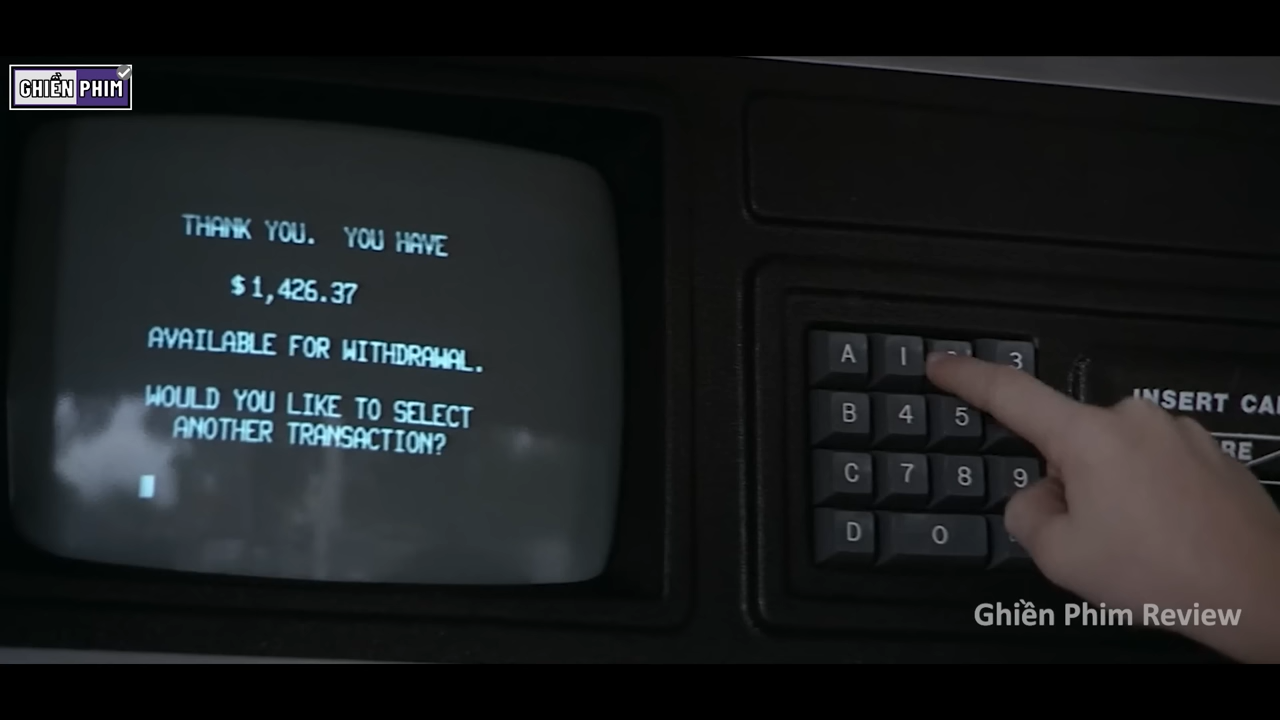 GHIỀN PHIM
THANK YOU. YOU HAVE
$1,426.37
AVAILABLE FOR WITHDRAWAL.
WOULD YOU LIKE TO SELECT
ANOTHER TRANSACTION?
A 1 3
B 4 5
C 7 8 9
D 0
INSERT
Ghiền Phim Review